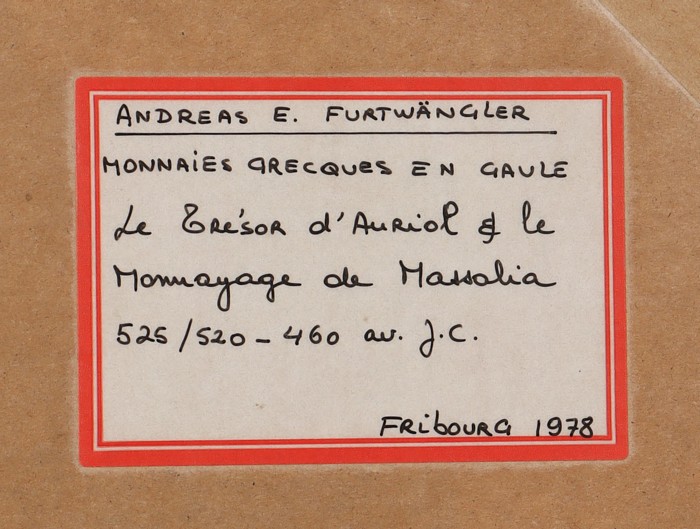 ANDREAS E. FURTWÄNGLER
MONNAIES GRECQUES EN GAULE
Le Trésor d'Auriol & le
Monnayage de Massalia
525/520-460 av. J.C.
Fribourg 1978